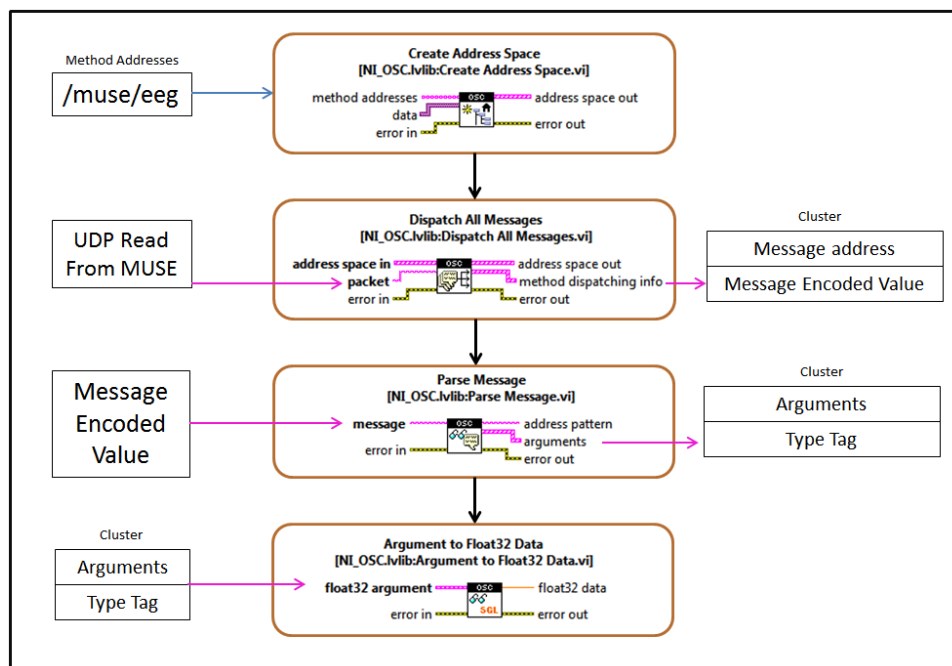 Create Address Space
[NI_OSC.lvlib:Create Address Space.vi]
Method Addresses
/muse/eeg
method addresses
data
error in
OSC
address space out
error out
Dispatch All Messages
[NI_OSC.lvlib:Dispatch All Messages.vi]
UDP Read
From MUSE
address space in
packet
error in
OSC
address space out
method dispatching info
error out
Cluster
Message address
Message Encoded Value
Parse Message
[NI_OSC.lvlib:Parse Message.vi]
Message
Encoded
Value
message
error in
OSC
address pattern
arguments
error out
Cluster
Arguments
Type Tag
Argument to Float32 Data
[NI_OSC.lvlib:Argument to Float32 Data.vi]
Cluster
Arguments
Type Tag
float32 argument
error in
OSC
SGL
float32 data
error out